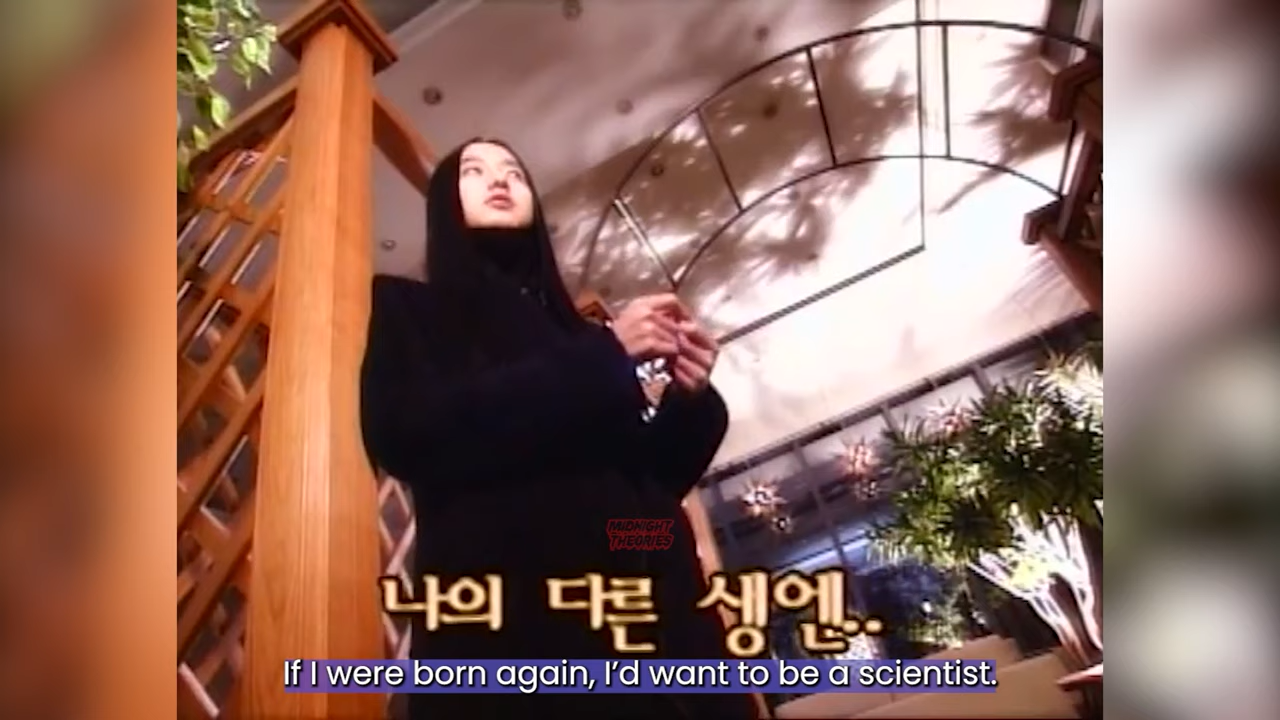 MIDNIGHT
THEORIES
나의 다른 생엔..
If I were born again, I’d want to be a scientist.